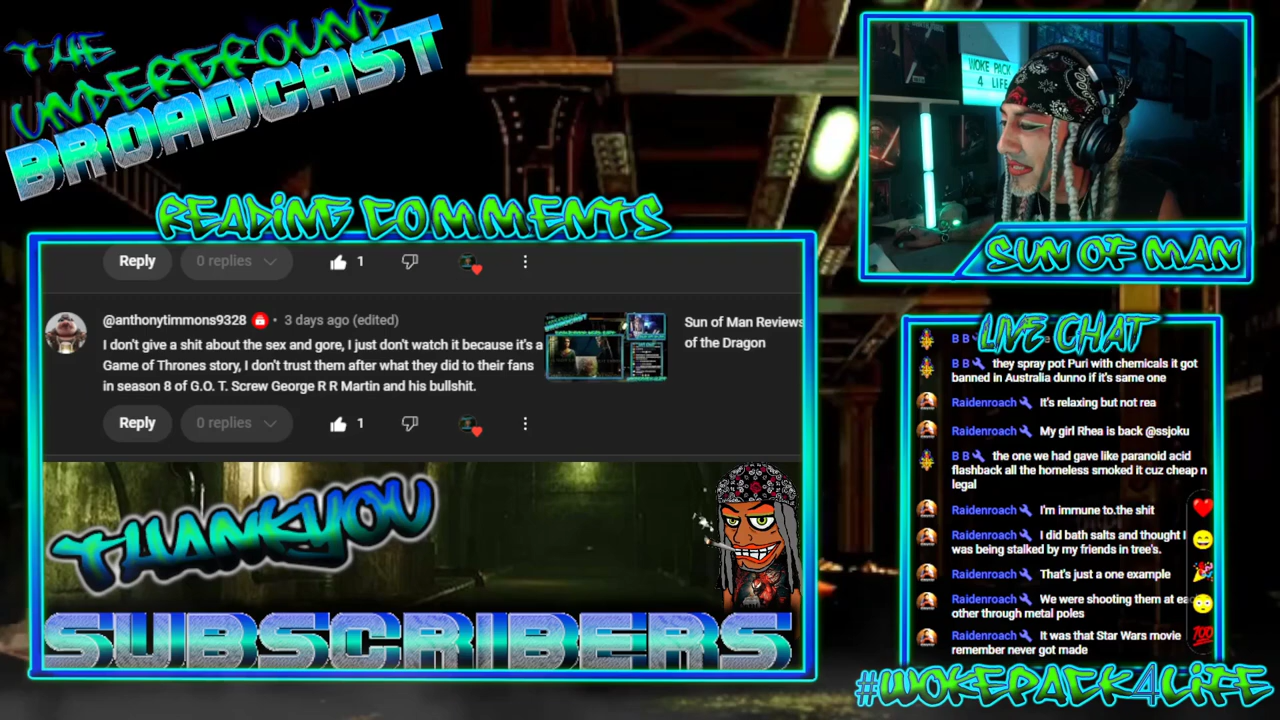 THE
UNDERGROUND
BROADCAST
READING COMMENTS
Reply
0 replies
1
@anthonytimmons9328 • 3 days ago (edited)
I don't give a shit about the sex and gore, I just don't watch it because it's a
Game of Thrones story, I don't trust them after what they did to their fans
in season 8 of G.O. T. Screw George R R Martin and his bullshit.
Sun of Man Reviews
of the Dragon
Reply
0 replies
1
THANKYOU
SUBSCRIBERS
WOKE PACK
4 LIFE
SUN OF MAN
LIVE CHAT
B B
B B they spray pot Puri with chemicals it got
banned in Australia dunno if it's same one
Raidenroach It's relaxing but not rea
Raidenroach My girl Rhea is back @ssjoku
B B the one we had gave like paranoid acid
flashback all the homeless smoked it cuz cheap n
legal
Raidenroach I'm immune to.the shit
Raidenroach I did bath salts and thought I
was being stalked by my friends in tree's.
Raidenroach That's just a one example
Raidenroach We were shooting them at ea
other through metal poles
Raidenroach It was that Star Wars movie
remember never got made
100
#WOKEPACK4LIFE